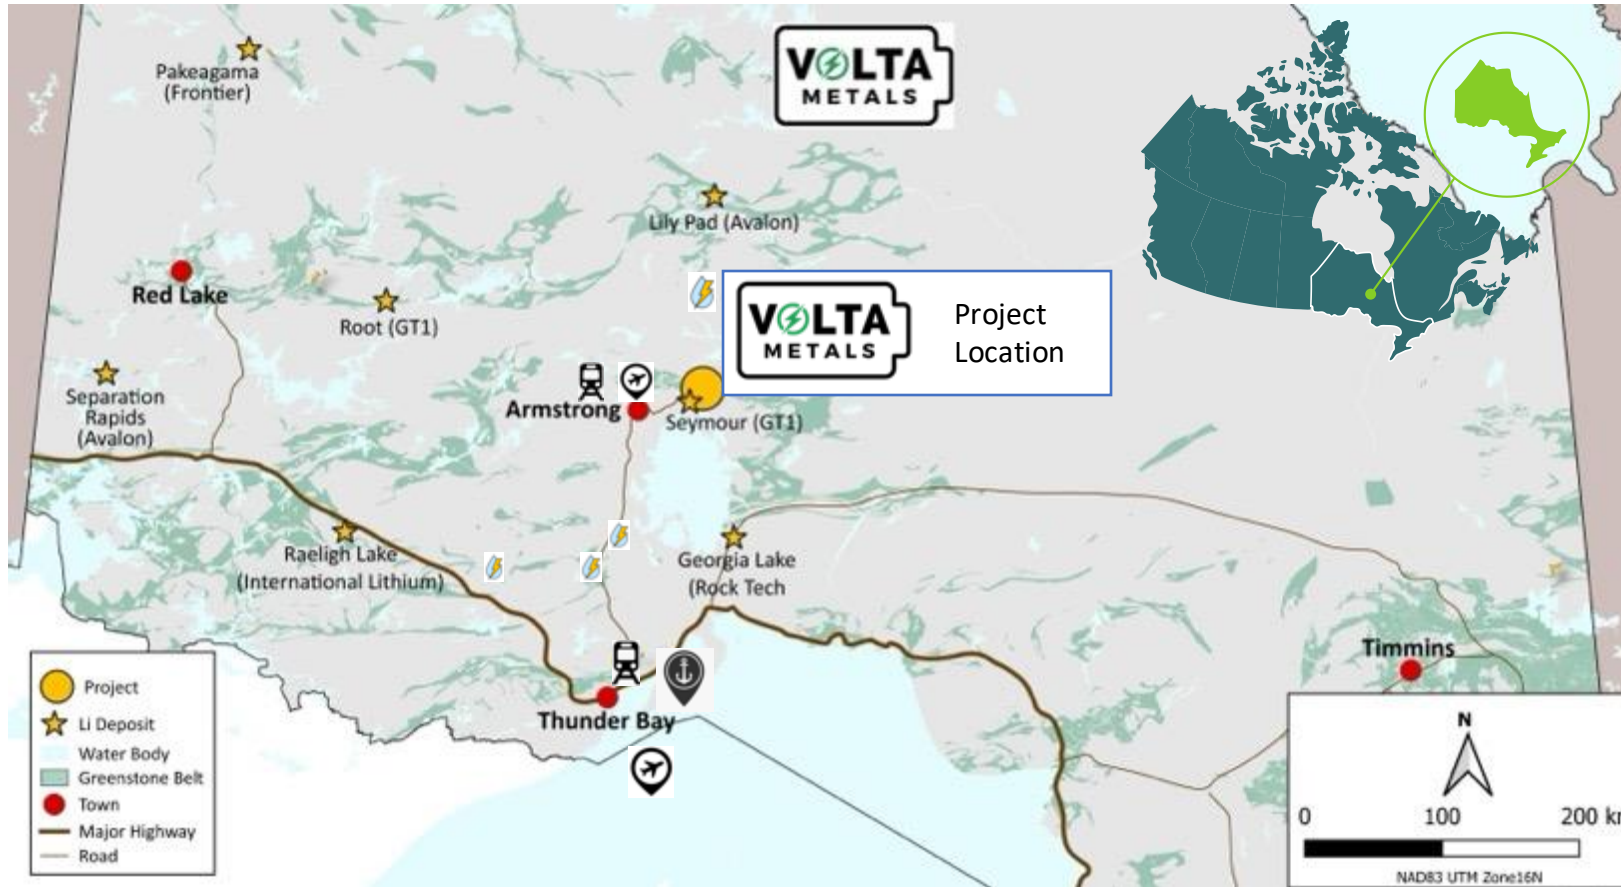 Pakeagama
(Frontier)
VOLTA
METALS
Lily Pad (Avalon)
Red Lake
Root (GT1)
VOLTA
METALS
Project
Location
Separation
Rapids
(Avalon)
Armstrong
Seymour (GT1)
Raeligh Lake
(International Lithium)
Georgia Lake
(Rock Tech
Timmins
Thunder Bay
Project
Li Deposit
Water Body
Greenstone Belt
Town
Major Highway
Road
N
0 100 200 km
NAD83 UTM Zone16N